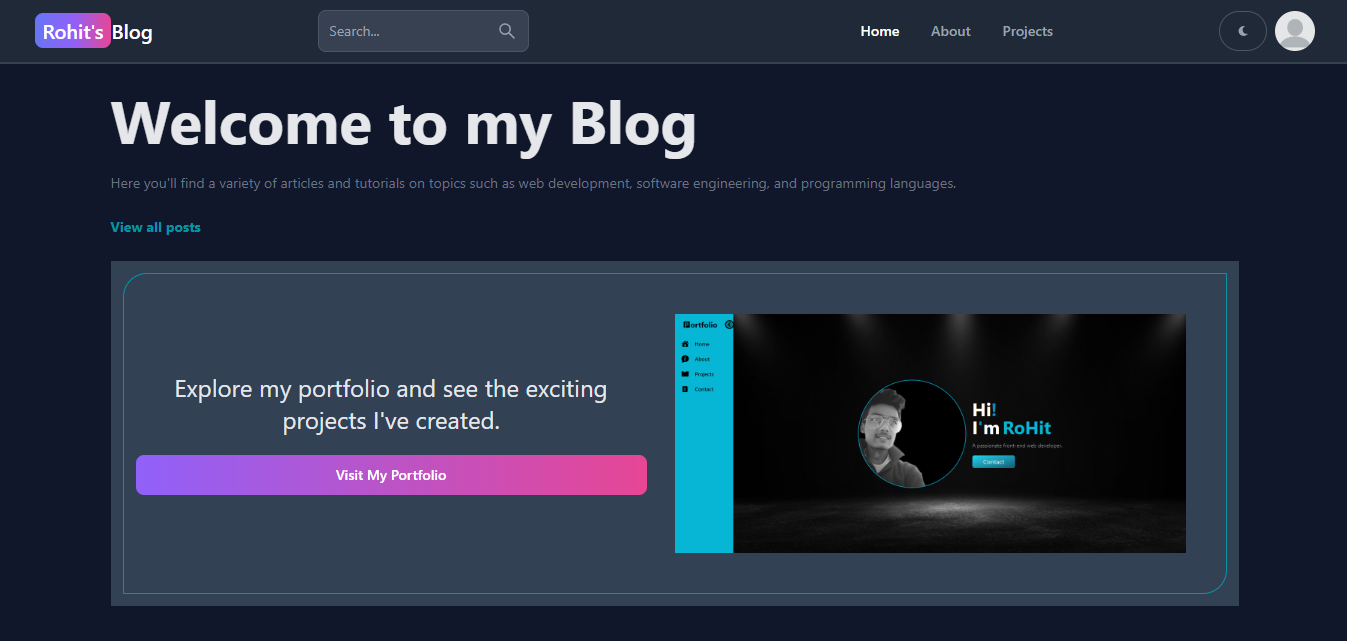 Rohit's Blog
Search...
Home About Projects
Welcome to my Blog
Here you'll find a variety of articles and tutorials on topics such as web development, software engineering, and programming languages.
View all posts
Explore my portfolio and see the exciting
projects I've created.
Visit My Portfolio
Portfolio
Home
About
Projects
Contact
Hi!
I'm RoHit
A passionate front-end web developer.
Contact